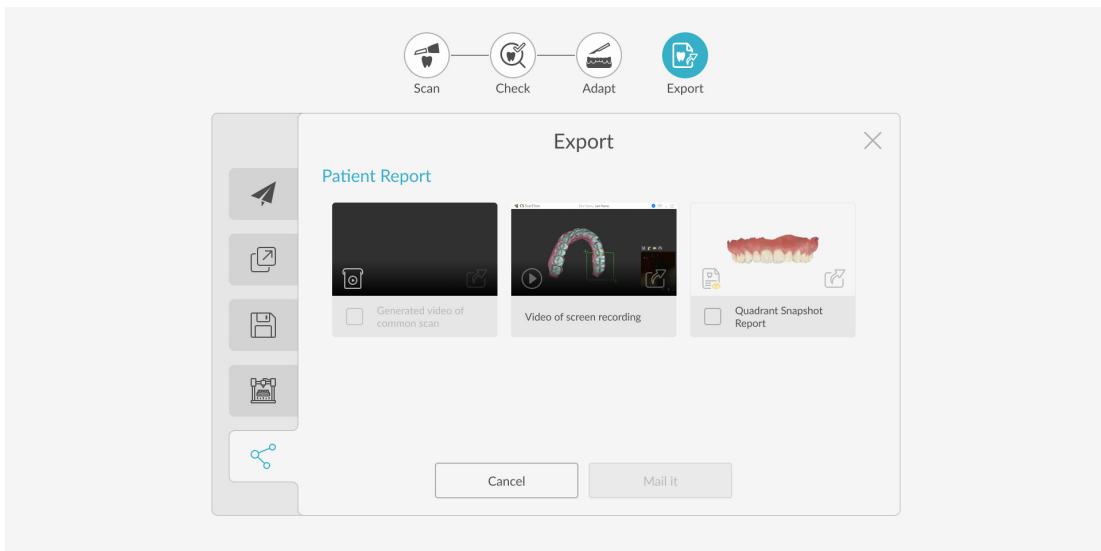 Scan
Check
Adapt
Export
Export
Patient Report
Generated video of
common scan
Video of screen recording
Quadrant Snapshot
Report
Cancel
Mail it